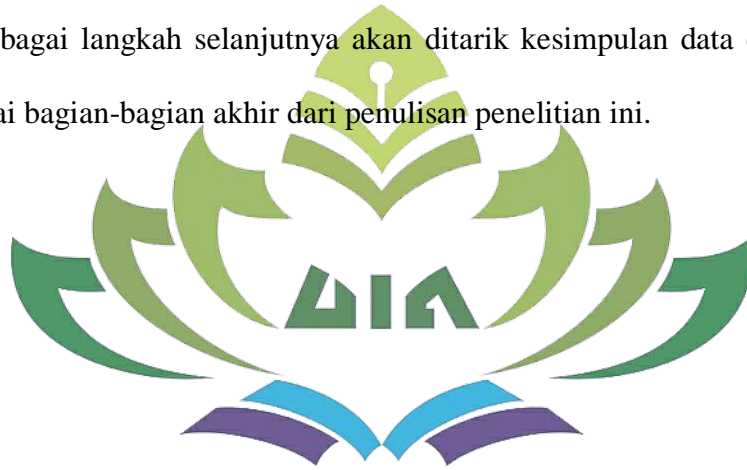 bagai langkah selanjutnya akan ditarik kesimpulan data
ai bagian-bagian akhir dari penulisan penelitian ini.
UIN